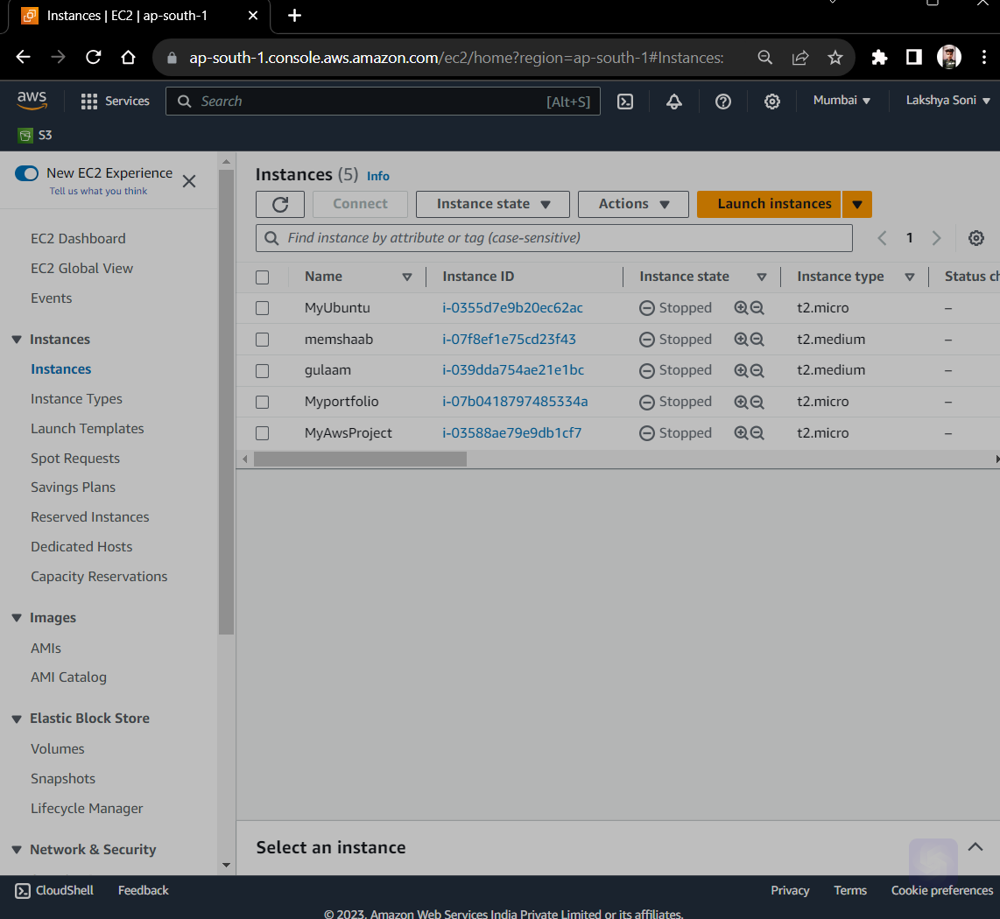 Instances | EC2 | ap-south-1
ap-south-1.console.aws.amazon.com/ec2/home?region=ap-south-1#Instances:
aws
Services
Search
[Alt+S]
Mumbai
Lakshya Soni
S3
New EC2 Experience
Tell us what you think
EC2 Dashboard
EC2 Global View
Events
Instances
Instances
Instance Types
Launch Templates
Spot Requests
Savings Plans
Reserved Instances
Dedicated Hosts
Capacity Reservations
Images
AMIs
AMI Catalog
Elastic Block Store
Volumes
Snapshots
Lifecycle Manager
Network & Security
Instances (5) Info
Connect Instance state Actions Launch instances
Find instance by attribute or tag (case-sensitive)
1
Name Instance ID Instance state Instance type Status ch
MyUbuntu i-0355d7e9b20ec62ac Stopped t2.micro –
memshaab i-07f8ef1e75cd23f43 Stopped t2.medium –
gulaam i-039dda754ae21e1bc Stopped t2.medium –
Myportfolio i-07b0418797485334a Stopped t2.micro –
MyAwsProject i-03588ae79e9db1cf7 Stopped t2.micro –
Select an instance
CloudShell Feedback Privacy Terms Cookie preferences
© 2023, Amazon Web Services India Private Limited or its affiliates.